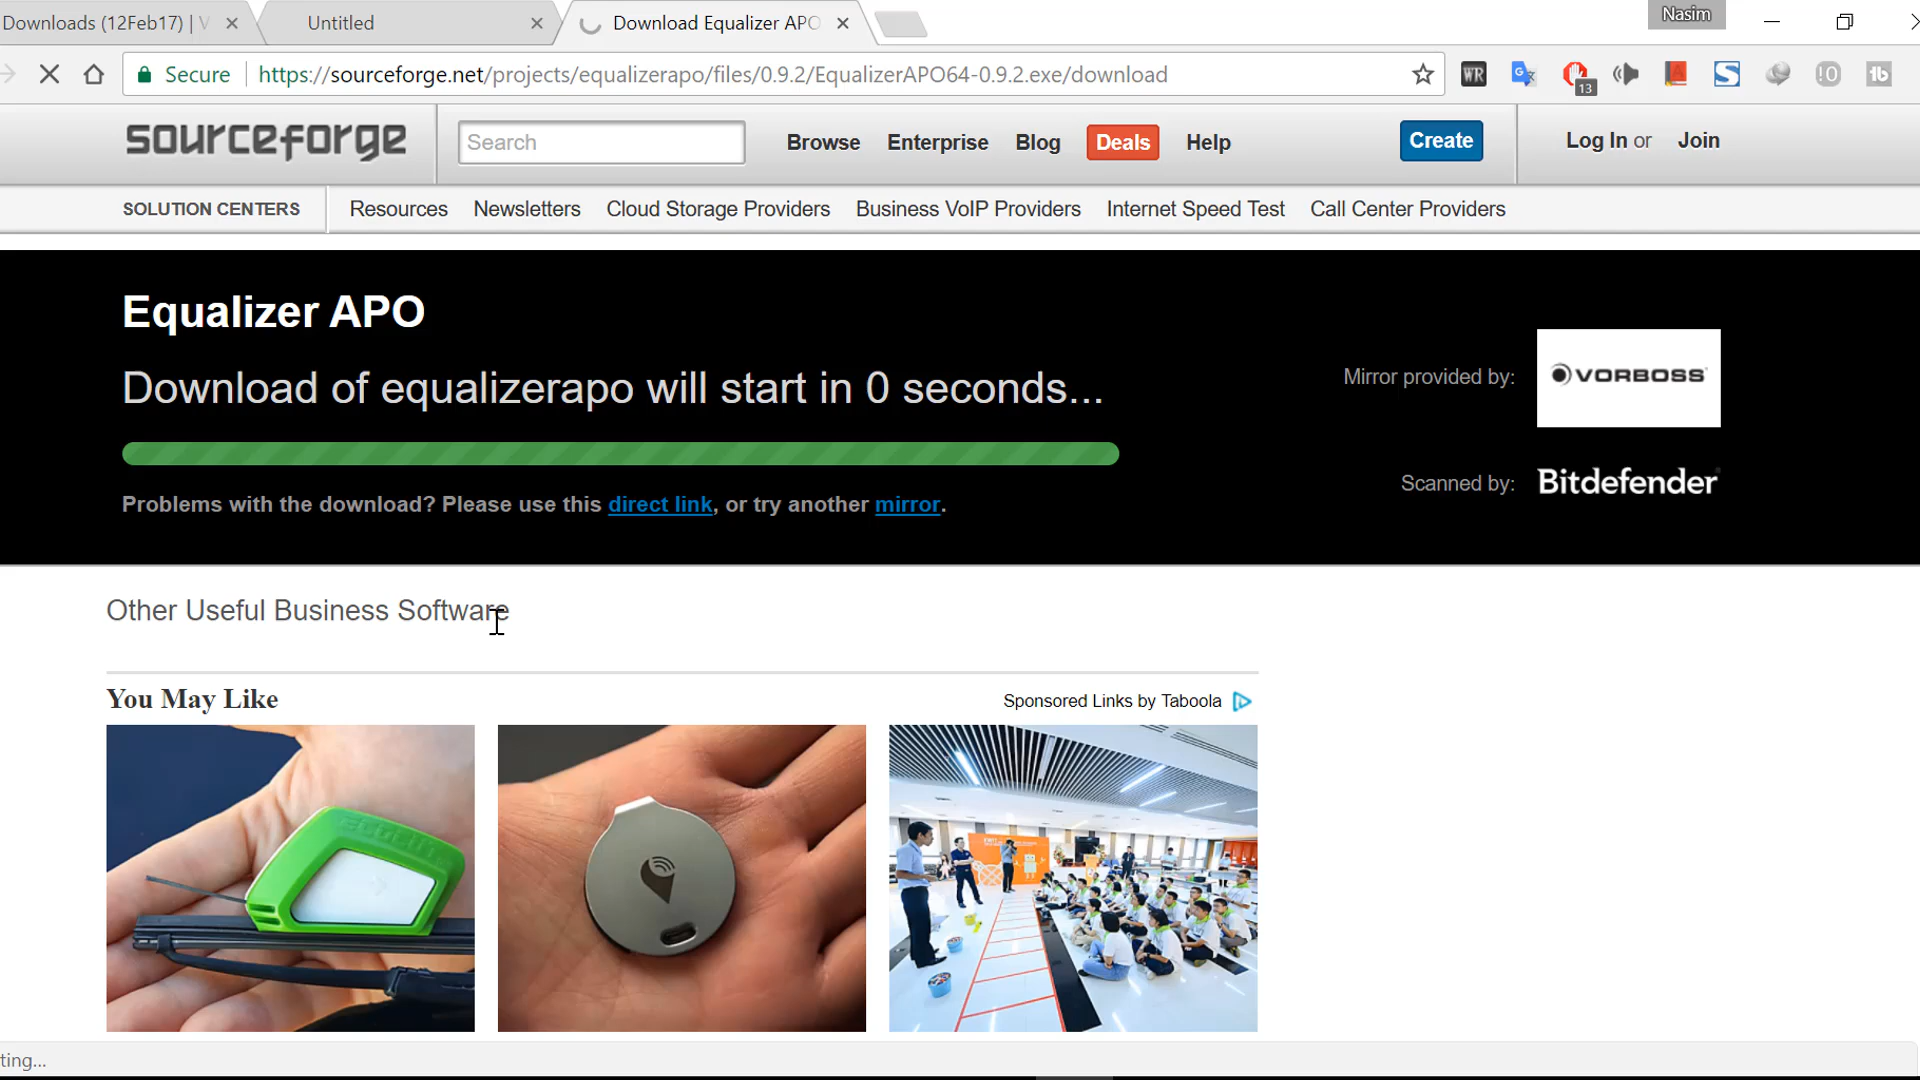 Downloads (12Feb17) | V
Untitled
Download Equalizer APO
Nasim
Secure
https://sourceforge.net/projects/equalizerapo/files/0.9.2/EqualizerAPO64-0.9.2.exe/download
WR
13
sourceforge
Search
Browse
Enterprise
Blog
Deals
Help
Create
Log In or Join
SOLUTION CENTERS
Resources
Newsletters
Cloud Storage Providers
Business VoIP Providers
Internet Speed Test
Call Center Providers
Equalizer APO
Download of equalizerapo will start in 0 seconds...
Mirror provided by:
VORBOSS
Scanned by:
Bitdefender
Problems with the download? Please use this direct link, or try another mirror.
Other Useful Business Software
You May Like
Sponsored Links by Taboola
ting...